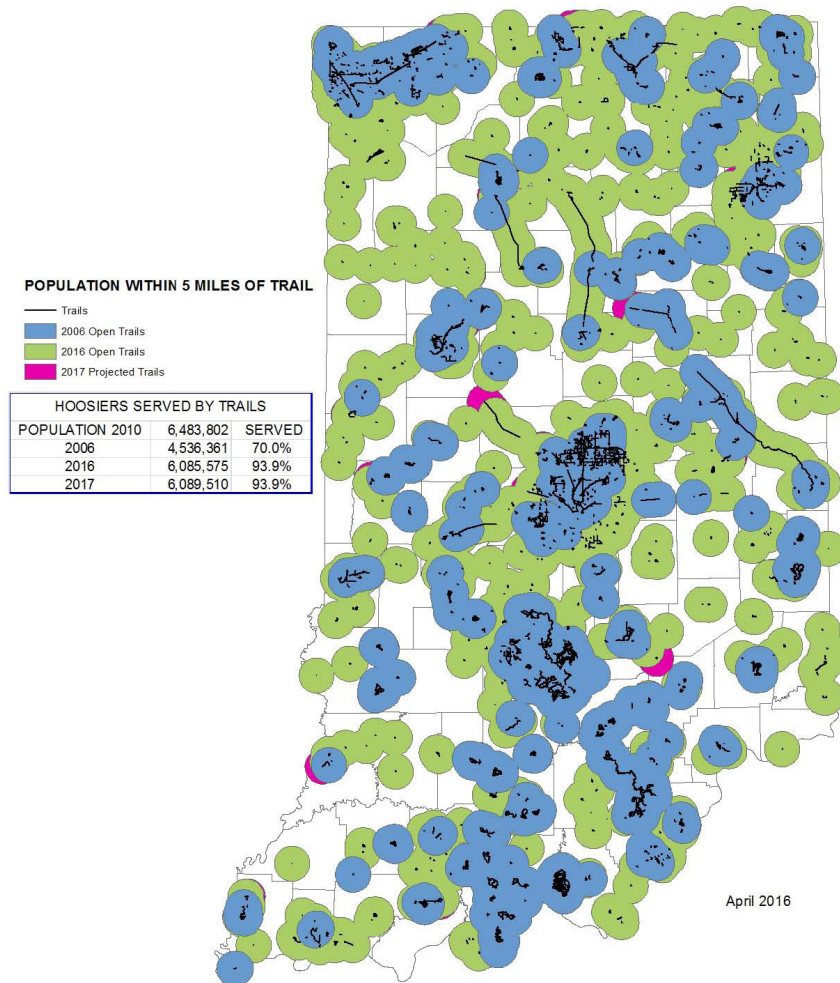 POPULATION WITHIN 5 MILES OF TRAIL
Trails
2006 Open Trails
2016 Open Trails
2017 Projected Trails
HOOSIERS SERVED BY TRAILS
POPULATION 2010 6,483,802 SERVED
2006 4,536,361 70.0%
2016 6,085,575 93.9%
2017 6,089,510 93.9%
April 2016